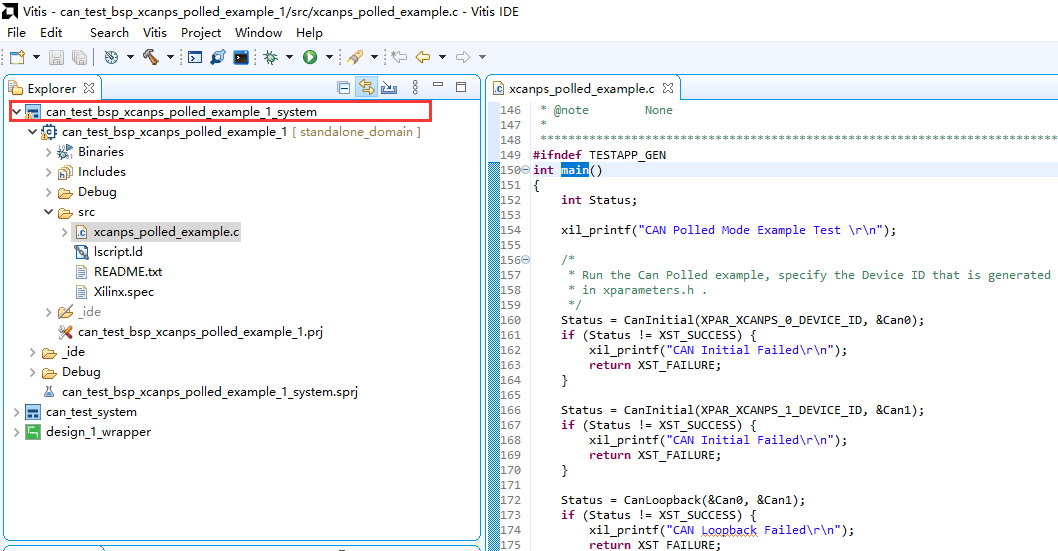 Vitis - can_test_bsp_xcanps_polled_example_1/src/xcanps_polled_example.c - Vitis IDE
File Edit Search Vitis Project Window Help
Explorer
can_test_bsp_xcanps_polled_example_1_system
can_test_bsp_xcanps_polled_example_1 [ standalone_domain ]
Binaries
Includes
Debug
src
xcanps_polled_example.c
lscript.ld
README.txt
Xilinx.spec
_ide
can_test_bsp_xcanps_polled_example_1.prj
_ide
Debug
can_test_bsp_xcanps_polled_example_1_system.sprj
can_test_system
design_1_wrapper
xcanps_polled_example.c
146 * @note None
147 *
148 ***************************************************************************
149 #ifndef TESTAPP_GEN
150 int main()
151 {
152 int Status;
153
154 xil_printf("CAN Polled Mode Example Test \r\n");
155
156 /*
157 * Run the Can Polled example, specify the Device ID that is generated
158 * in xparameters.h .
159 */
160 Status = CanInitial(XPAR_XCANPS_0_DEVICE_ID, &Can0);
161 if (Status != XST_SUCCESS) {
162 xil_printf("CAN Initial Failed\r\n");
163 return XST_FAILURE;
164 }
165
166 Status = CanInitial(XPAR_XCANPS_1_DEVICE_ID, &Can1);
167 if (Status != XST_SUCCESS) {
168 xil_printf("CAN Initial Failed\r\n");
169 return XST_FAILURE;
170 }
171
172 Status = CanLoopback(&Can0, &Can1);
173 if (Status != XST_SUCCESS) {
174 xil_printf("CAN Loopback Failed\r\n");
175 return XST_FAILURE;